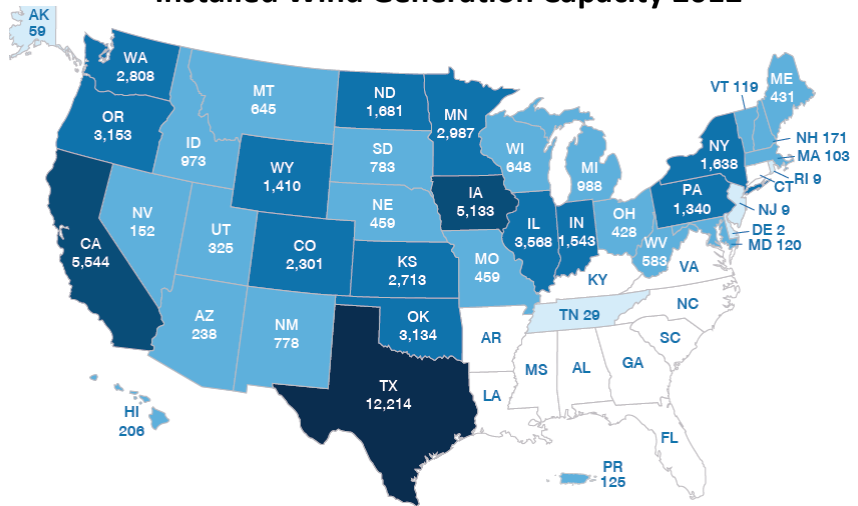 Installed Wind Generation Capacity 2012
AK
59
WA
2,808
OR
3,153
CA
5,544
ID
973
NV
152
MT
645
WY
1,410
UT
325
AZ
238
CO
2,301
NM
778
ND
1,681
SD
783
NE
459
KS
2,713
OK
3,134
TX
12,214
MN
2,987
IA
5,133
MO
459
AR
LA
WI
648
IL
3,568
IN
1,543
MI
988
OH
428
KY
TN 29
MS
AL
GA
FL
SC
NC
VA
WV
583
PA
1,340
NY
1,638
VT 119
ME
431
NH 171
MA 103
RI 9
CT
NJ 9
DE 2
MD 120
HI
206
PR
125